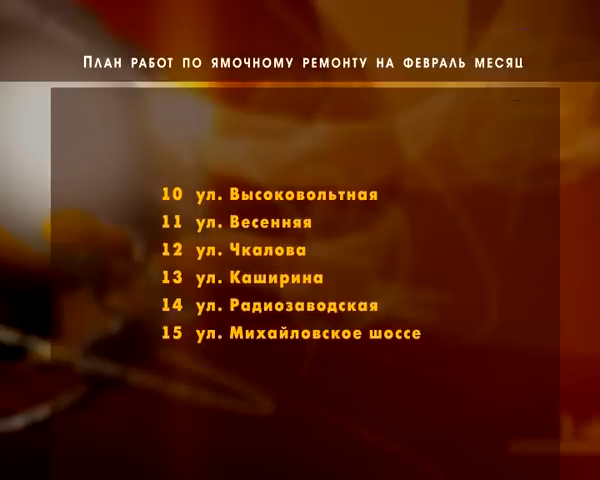 План работ по ямочному ремонту на февраль месяц
10 ул. Высоковольтная
11 ул. Весенняя
12 ул. Чкалова
13 ул. Каширина
14 ул. Радиозаводская
15 ул. Михайловское шоссе